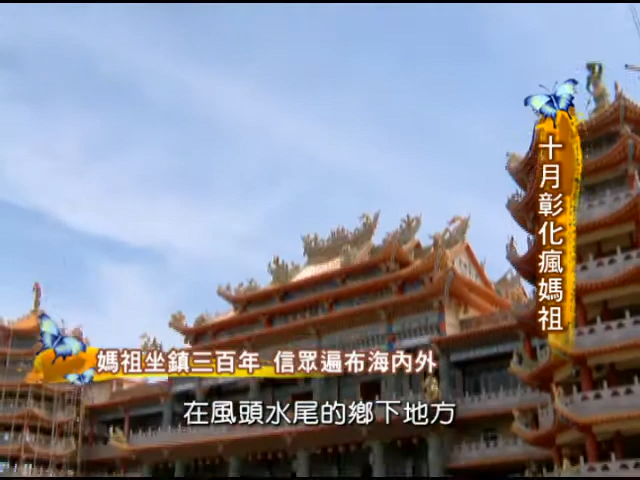 十月彰化瘋媽祖
媽祖坐鎮三百年 信眾遍布海內外
在風頭水尾的鄉下地方